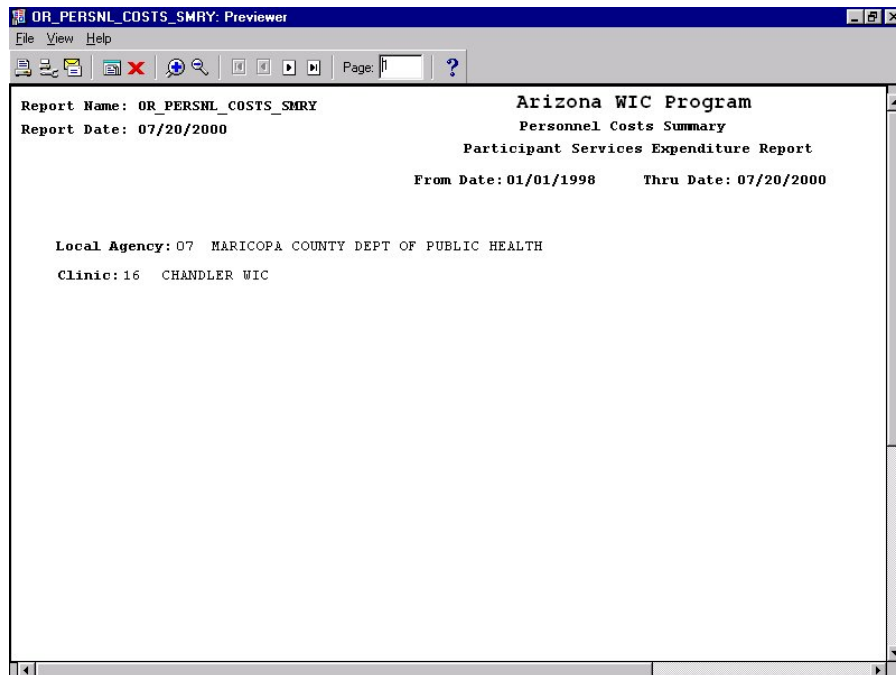 OR_PERSNL_COSTS_SMRY: Previewer
File View Help
Page: 1
?
Report Name: OR_PERSNL_COSTS_SMRY Arizona WIC Program
Report Date: 07/20/2000 Personnel Costs Summary
Participant Services Expenditure Report
From Date: 01/01/1998 Thru Date: 07/20/2000
Local Agency: 07 MARICOPA COUNTY DEPT OF PUBLIC HEALTH
Clinic: 16 CHANDLER WIC